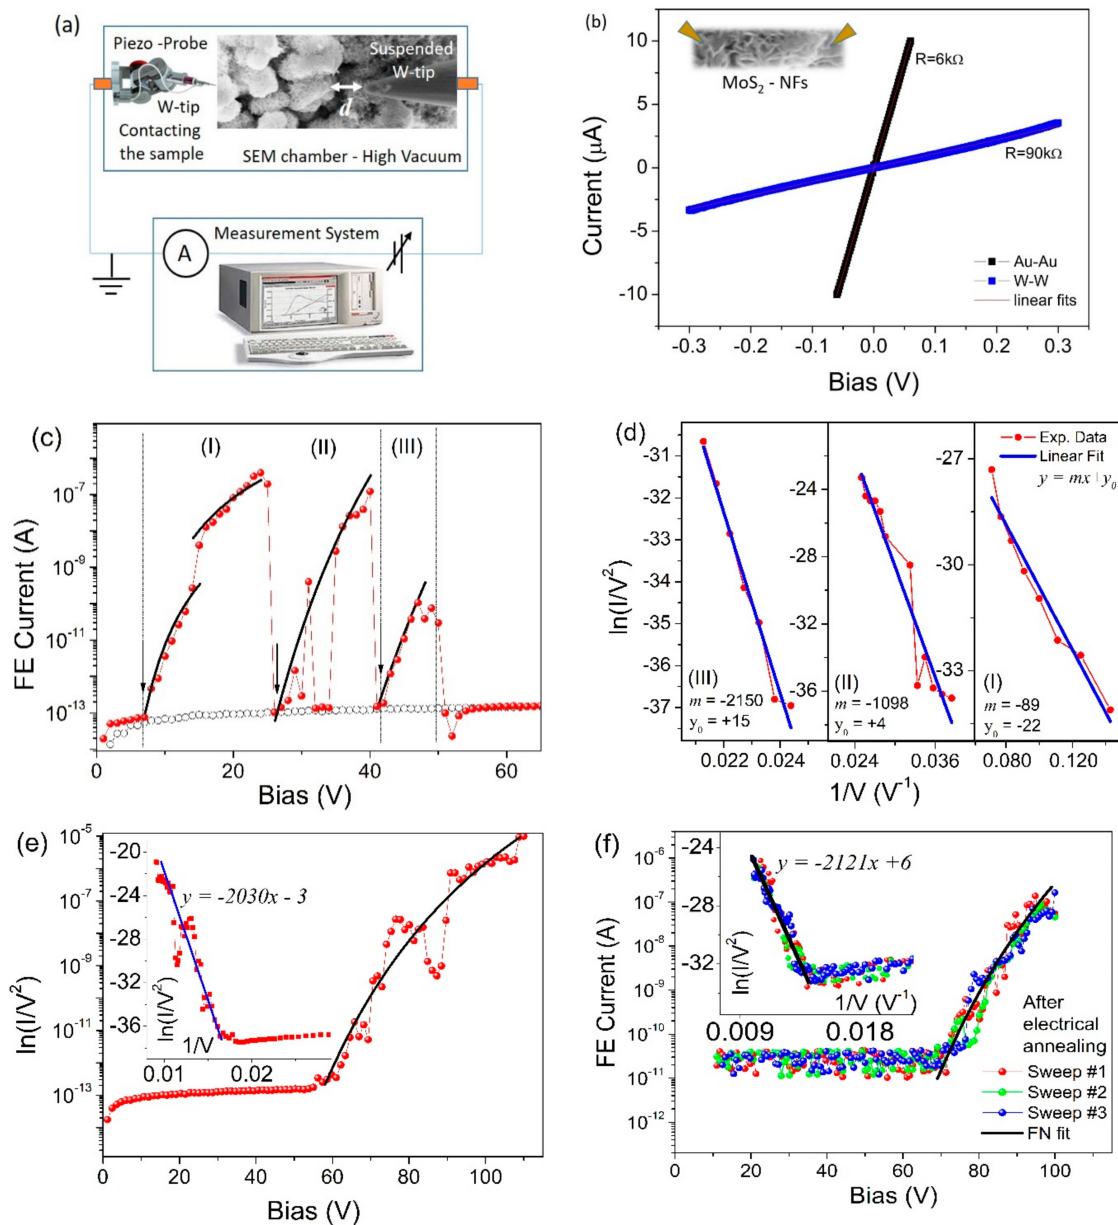 (a)
Piezo -Probe
W-tip
Contacting
the sample
Suspended
W-tip
d
SEM chamber - High Vacuum
Measurement System
A
(b)
Current (μA)
10
5
0
-5
-10
MoS2 - NFs
R=6kΩ
R=90kΩ
Au-Au
W-W
linear fits
-0.3 -0.2 -0.1 0.0 0.1 0.2 0.3
Bias (V)
(c)
(I) (II) (III)
FE Current (A)
10-7
10-9
10-11
10-13
0 20 40 60
Bias (V)
(d)
ln(I/V2)
-31
-32
-33
-34
-35
-36
-37
(III)
m = -2150
y0 = +15
0.022 0.024
-24
-28
-32
-36
(II)
m = -1098
y0 = +4
0.024 0.036
-27
-30
-33
Exp. Data
Linear Fit
y = mx + y0
(I)
m = -89
y0 = -22
0.080 0.120
1/V (V-1)
(e)
ln(I/V2)
10-5
10-7
10-9
10-11
10-13
-20
-24
-28
-32
-36
ln(I/V2)
y = -2030x - 3
1/V
0.01 0.02
0 20 40 60 80 100
Bias (V)
(f)
FE Current (A)
10-6
10-7
10-8
10-9
10-10
10-11
10-12
-24
-28
-32
ln(I/V2)
y = -2121x +6
1/V (V-1)
0.009 0.018
After
electrical
annealing
Sweep #1
Sweep #2
Sweep #3
FN fit
0 20 40 60 80 100
Bias (V)